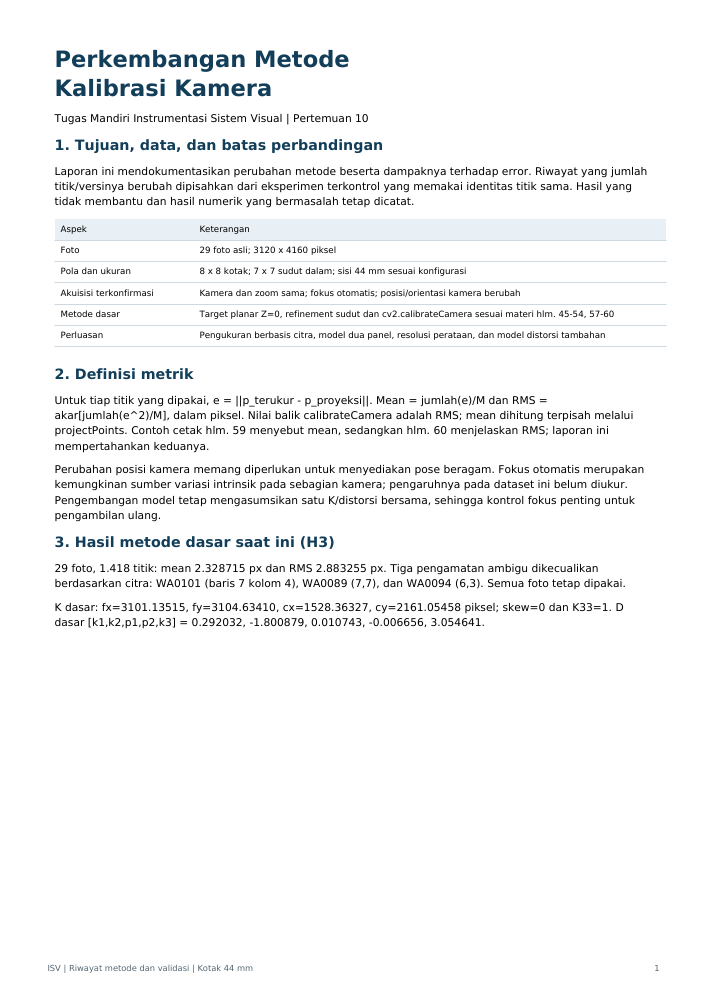 Perkembangan Metode
Kalibrasi Kamera
Tugas Mandiri Instrumentasi Sistem Visual | Pertemuan 10
1. Tujuan, data, dan batas perbandingan
Laporan ini mendokumentasikan perubahan metode beserta dampaknya terhadap error. Riwayat yang jumlah
titik/versinya berubah dipisahkan dari eksperimen terkontrol yang memakai identitas titik sama. Hasil yang
tidak membantu dan hasil numerik yang bermasalah tetap dicatat.
Aspek Keterangan
Foto 29 foto asli; 3120 x 4160 piksel
Pola dan ukuran 8 x 8 kotak; 7 x 7 sudut dalam; sisi 44 mm sesuai konfigurasi
Akuisisi terkonfirmasi Kamera dan zoom sama; fokus otomatis; posisi/orientasi kamera berubah
Metode dasar Target planar Z=0, refinement sudut dan cv2.calibrateCamera sesuai materi hlm. 45-54, 57-60
Perluasan Pengukuran berbasis citra, model dua panel, resolusi perataan, dan model distorsi tambahan
2. Definisi metrik
Untuk tiap titik yang dipakai, e = ||p_terukur - p_proyeksi||. Mean = jumlah(e)/M dan RMS =
akar[jumlah(e^2)/M], dalam piksel. Nilai balik calibrateCamera adalah RMS; mean dihitung terpisah melalui
projectPoints. Contoh cetak hlm. 59 menyebut mean, sedangkan hlm. 60 menjelaskan RMS; laporan ini
mempertahankan keduanya.
Perubahan posisi kamera memang diperlukan untuk menyediakan pose beragam. Fokus otomatis merupakan
kemungkinan sumber variasi intrinsik pada sebagian kamera; pengaruhnya pada dataset ini belum diukur.
Pengembangan model tetap mengasumsikan satu K/distorsi bersama, sehingga kontrol fokus penting untuk
pengambilan ulang.
3. Hasil metode dasar saat ini (H3)
29 foto, 1.418 titik: mean 2.328715 px dan RMS 2.883255 px. Tiga pengamatan ambigu dikecualikan
berdasarkan citra: WA0101 (baris 7 kolom 4), WA0089 (7,7), dan WA0094 (6,3). Semua foto tetap dipakai.
K dasar: fx=3101.13515, fy=3104.63410, cx=1528.36327, cy=2161.05458 piksel; skew=0 dan K33=1. D
dasar [k1,k2,p1,p2,k3] = 0.292032, -1.800879, 0.010743, -0.006656, 3.054641.
ISV | Riwayat metode dan validasi | Kotak 44 mm 1